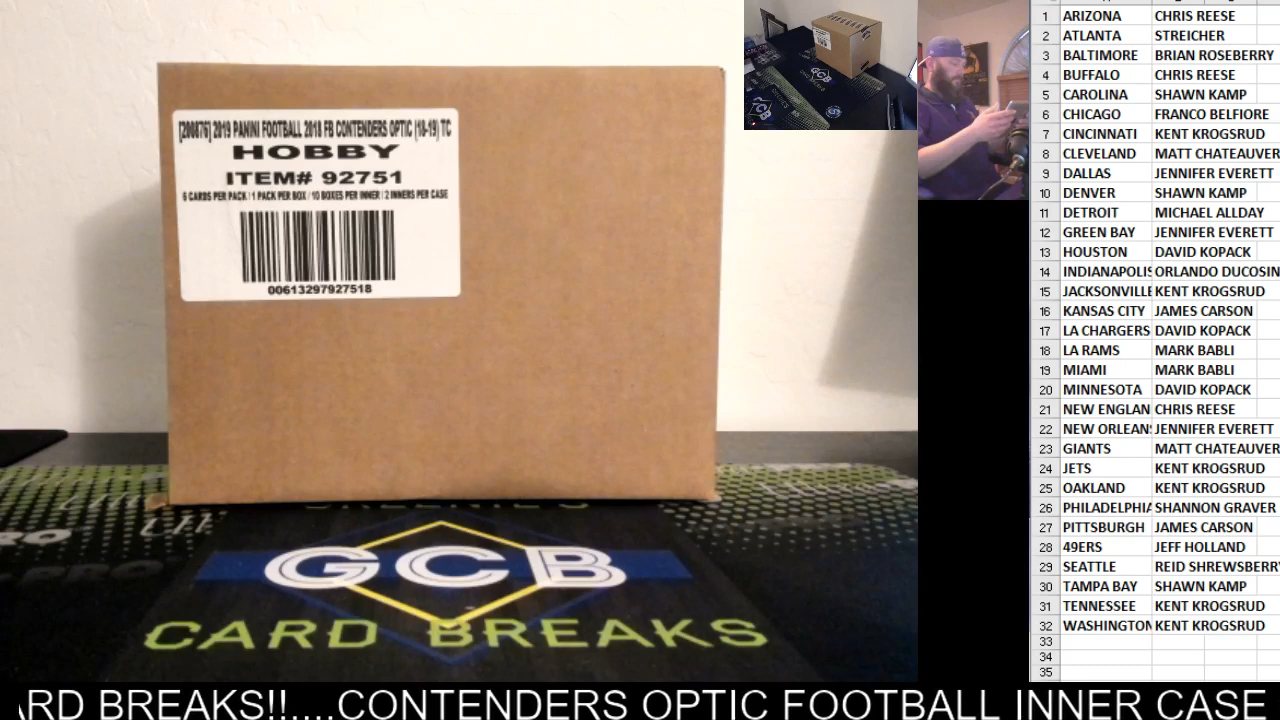 [208876] 2019 PANINI FOOTBALL 2018 FB CONTENDERS OPTIC (18-19) TC
HOBBY
ITEM# 92751
6 CARDS PER PACK / 1 PACK PER BOX / 10 BOXES PER INNER / 2 INNERS PER CASE
00613297927518
GCB
CARD BREAKS
GCB
1 ARIZONA CHRIS REESE
2 ATLANTA STREICHER
3 BALTIMORE BRIAN ROSEBERRY
4 BUFFALO CHRIS REESE
5 CAROLINA SHAWN KAMP
6 CHICAGO FRANCO BELFIORE
7 CINCINNATI KENT KROGSRUD
8 CLEVELAND MATT CHATEAUVER
9 DALLAS JENNIFER EVERETT
10 DENVER SHAWN KAMP
11 DETROIT MICHAEL ALLDAY
12 GREEN BAY JENNIFER EVERETT
13 HOUSTON DAVID KOPACK
14 INDIANAPOLIS ORLANDO DUCOSIN
15 JACKSONVILLE KENT KROGSRUD
16 KANSAS CITY JAMES CARSON
17 LA CHARGERS DAVID KOPACK
18 LA RAMS MARK BABLI
19 MIAMI MARK BABLI
20 MINNESOTA DAVID KOPACK
21 NEW ENGLAN CHRIS REESE
22 NEW ORLEANS JENNIFER EVERETT
23 GIANTS MATT CHATEAUVER
24 JETS KENT KROGSRUD
25 OAKLAND KENT KROGSRUD
26 PHILADELPHIA SHANNON GRAVER
27 PITTSBURGH JAMES CARSON
28 49ERS JEFF HOLLAND
29 SEATTLE REID SHREWSBERRY
30 TAMPA BAY SHAWN KAMP
31 TENNESSEE KENT KROGSRUD
32 WASHINGTON KENT KROGSRUD
33
34
35
ARD BREAKS!!.....CONTENDERS OPTIC FOOTBALL INNER CASE